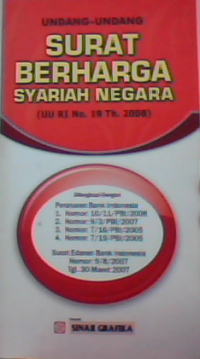 UNDANG-UNDANG
SURAT
BERHARGA
SYARIAH NEGARA
(UU RI No. 19 Th. 2008)
Dilengkapi Dengan
Peraturan Bank Indonesia
1. Nomor: 10/11/PBI/2008
2. Nomor: 9/3/PBI/2007
3. Nomor: 7/16/PBI/2005
4. Nomor: 7/19/PBI/2005
Surat Edaran Bank Indonesia
Nomor: 9/8/2007
Tgl. 30 Maret 2007
SINAR GRAFIKA